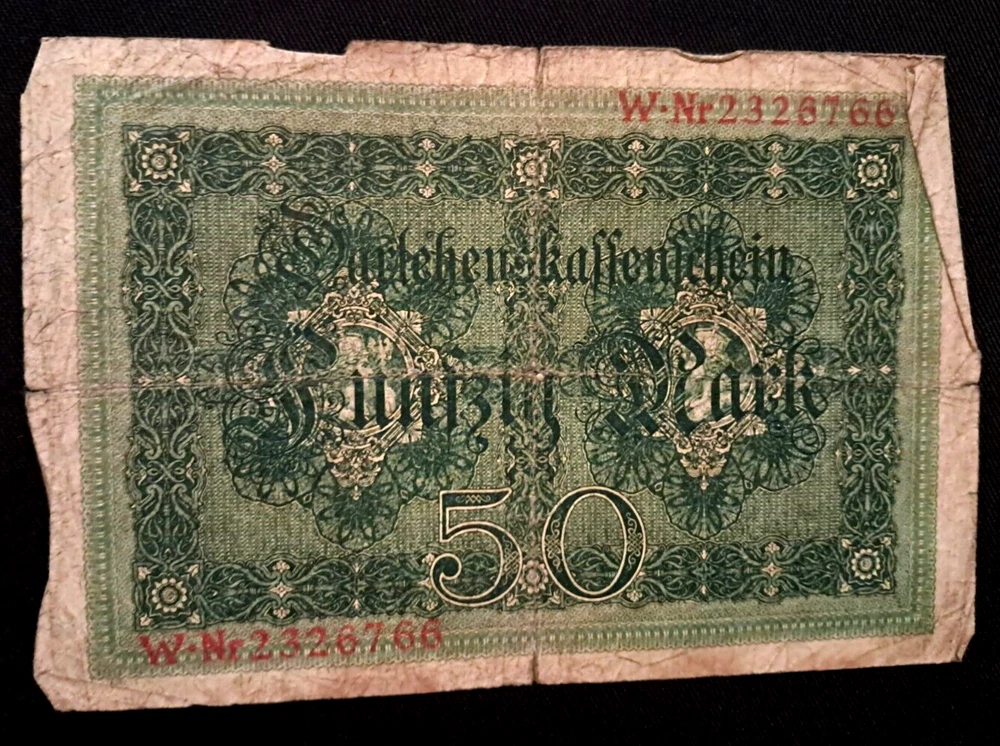 W·Nr2326766
Darlehenskassenschein
Fünfzig Mark
50
W·Nr2326766